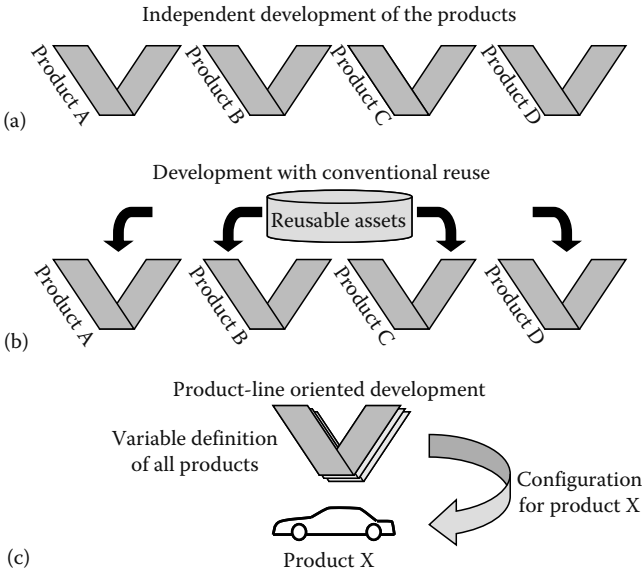 Independent development of the products
Product A
Product B
Product C
Product D
(a)
Development with conventional reuse
Reusable assets
Product A
Product B
Product C
Product D
(b)
Product-line oriented development
Variable definition
of all products
Configuration
for product X
Product X
(c)